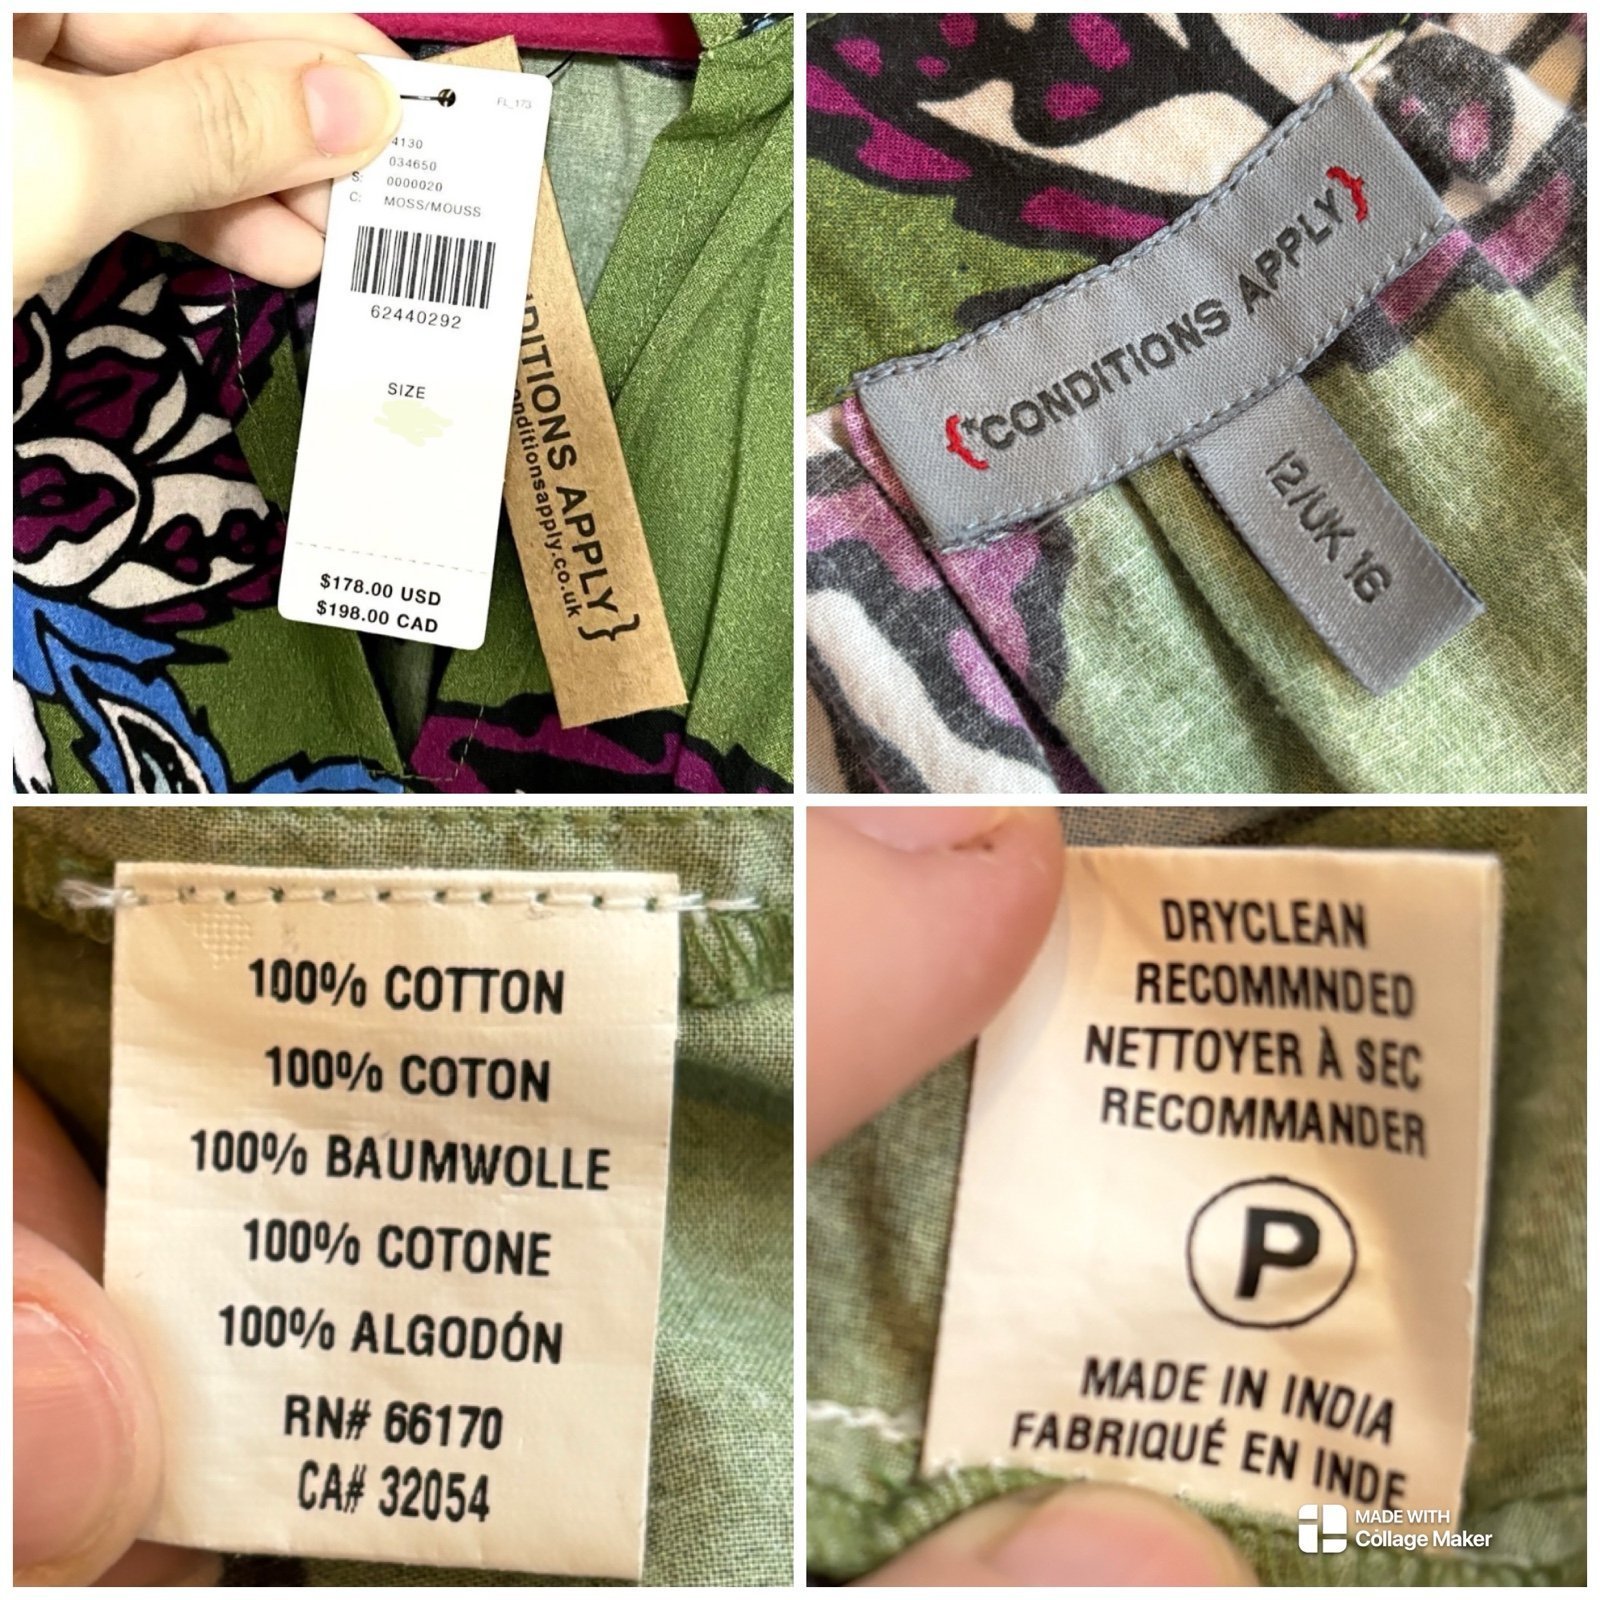 FL_173
4130
034650
S: 0000020
C: MOSS/MOUSS
62440292
SIZE
$178.00 USD
$198.00 CAD
DITIONS APPLY}
onditionsapply.co.uk
{*CONDITIONS APPLY}
12/UK 16
100% COTTON
100% COTON
100% BAUMWOLLE
100% COTONE
100% ALGODÓN
RN# 66170
CA# 32054
DRYCLEAN
RECOMMNDED
NETTOYER À SEC
RECOMMANDER
P
MADE IN INDIA
FABRIQUÉ EN INDE
MADE WITH
Collage Maker